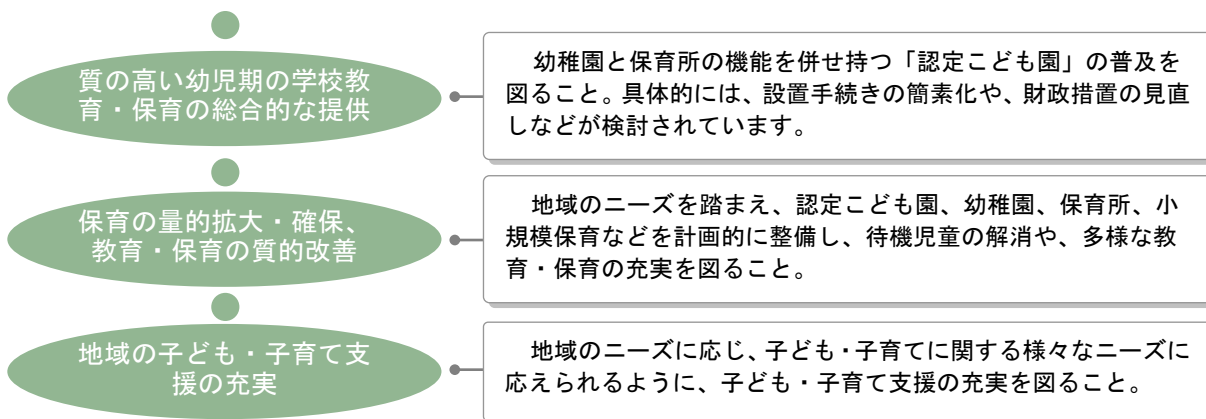 質の高い幼児期の学校教
育・保育の総合的な提供
幼稚園と保育所の機能を併せ持つ「認定こども園」の普及を
図ること。具体的には、設置手続きの簡素化や、財政措置の見直
しなどが検討されています。
保育の量的拡大・確保、
教育・保育の質的改善
地域のニーズを踏まえ、認定こども園、幼稚園、保育所、小
規模保育などを計画的に整備し、待機児童の解消や、多様な教
育・保育の充実を図ること。
地域の子ども・子育て支
援の充実
地域のニーズに応じ、子ども・子育てに関する様々なニーズに
応えられるように、子ども・子育て支援の充実を図ること。